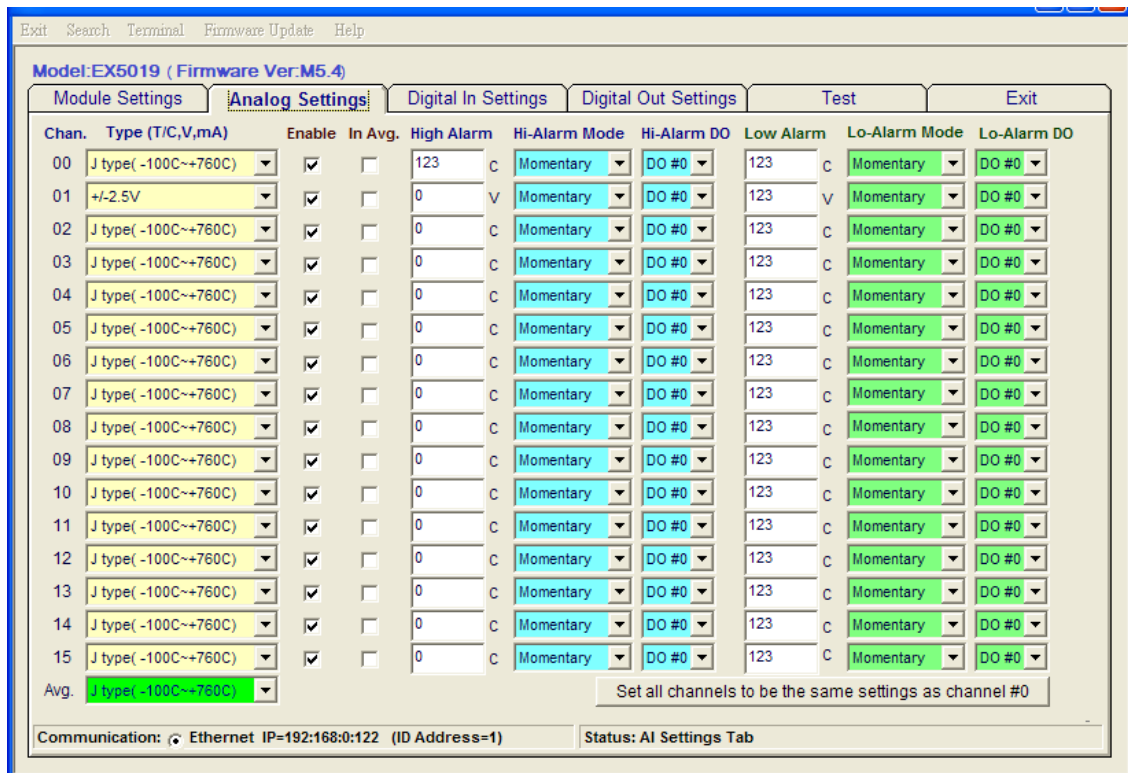 Exit Search Terminal Firmware Update Help
Model:EX5019 ( Firmware Ver:M5.4)
Module Settings Analog Settings Digital In Settings Digital Out Settings Test Exit
Chan. Type (T/C,V,mA) Enable In Avg. High Alarm Hi-Alarm Mode Hi-Alarm DO Low Alarm Lo-Alarm Mode Lo-Alarm DO
00 J type( -100C~+760C) 123 C Momentary DO #0 123 C Momentary DO #0
01 +/-2.5V 0 V Momentary DO #0 123 V Momentary DO #0
02 J type( -100C~+760C) 0 C Momentary DO #0 123 C Momentary DO #0
03 J type( -100C~+760C) 0 C Momentary DO #0 123 C Momentary DO #0
04 J type( -100C~+760C) 0 C Momentary DO #0 123 C Momentary DO #0
05 J type( -100C~+760C) 0 C Momentary DO #0 123 C Momentary DO #0
06 J type( -100C~+760C) 0 C Momentary DO #0 123 C Momentary DO #0
07 J type( -100C~+760C) 0 C Momentary DO #0 123 C Momentary DO #0
08 J type( -100C~+760C) 0 C Momentary DO #0 123 C Momentary DO #0
09 J type( -100C~+760C) 0 C Momentary DO #0 123 C Momentary DO #0
10 J type( -100C~+760C) 0 C Momentary DO #0 123 C Momentary DO #0
11 J type( -100C~+760C) 0 C Momentary DO #0 123 C Momentary DO #0
12 J type( -100C~+760C) 0 C Momentary DO #0 123 C Momentary DO #0
13 J type( -100C~+760C) 0 C Momentary DO #0 123 C Momentary DO #0
14 J type( -100C~+760C) 0 C Momentary DO #0 123 C Momentary DO #0
15 J type( -100C~+760C) 0 C Momentary DO #0 123 C Momentary DO #0
Avg. J type( -100C~+760C) Set all channels to be the same settings as channel #0
Communication: Ethernet IP=192:168:0:122 (ID Address=1) Status: AI Settings Tab